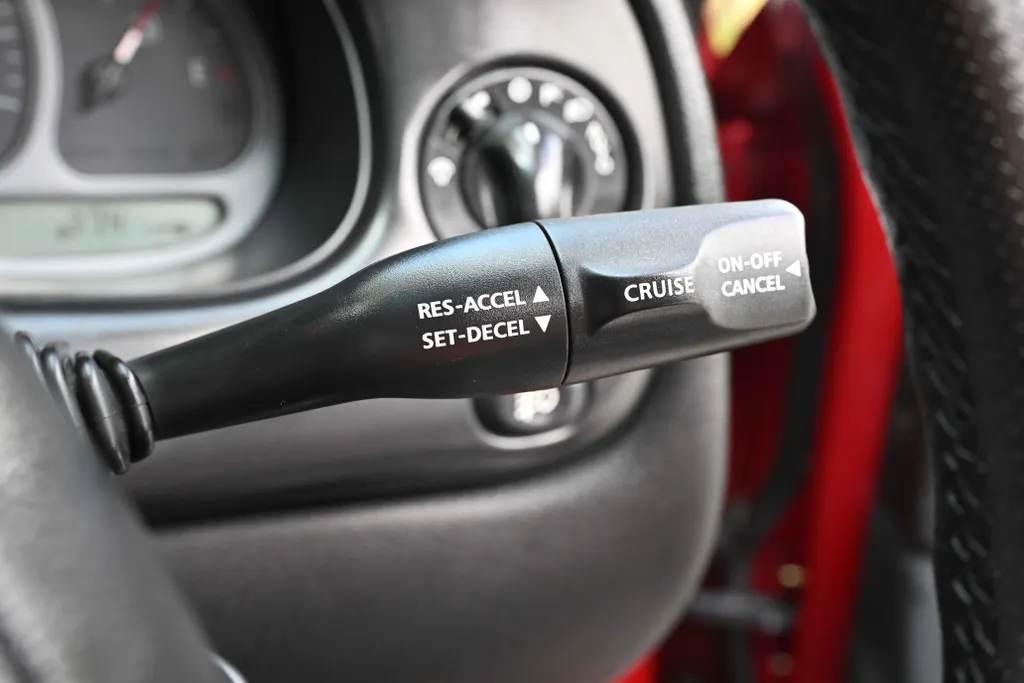 RES-ACCEL ▲
SET-DECEL ▼
CRUISE
ON-OFF
CANCEL ◀